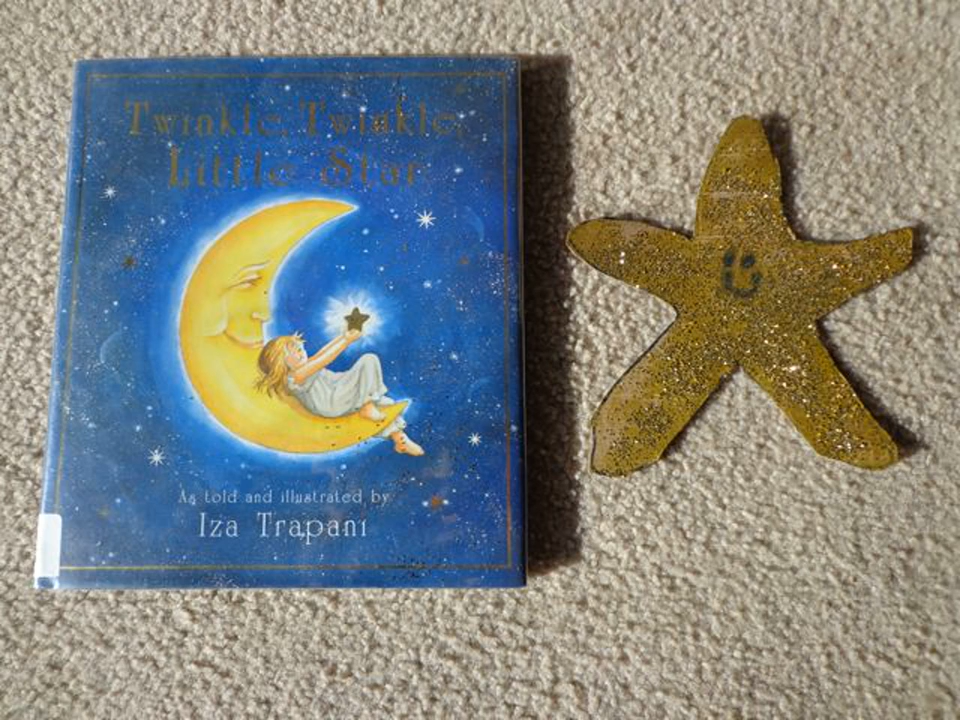 Twinkle, Twinkle,
Little Star
As told and illustrated by
Iza Trapani